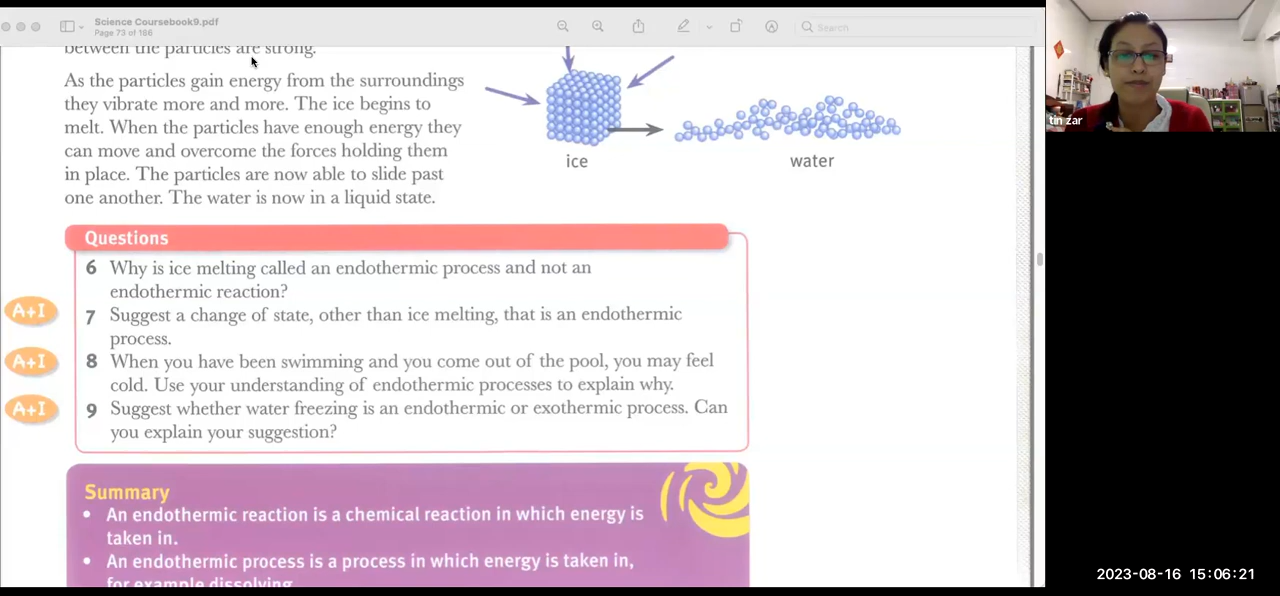 Science Coursebook9.pdf
Page 73 of 186
Search
between the particles are strong.
As the particles gain energy from the surroundings
they vibrate more and more. The ice begins to
melt. When the particles have enough energy they
can move and overcome the forces holding them
in place. The particles are now able to slide past
one another. The water is now in a liquid state.
ice
water
Questions
6 Why is ice melting called an endothermic process and not an
endothermic reaction?
A+I
7 Suggest a change of state, other than ice melting, that is an endothermic
process.
A+I
8 When you have been swimming and you come out of the pool, you may feel
cold. Use your understanding of endothermic processes to explain why.
A+I
9 Suggest whether water freezing is an endothermic or exothermic process. Can
you explain your suggestion?
Summary
• An endothermic reaction is a chemical reaction in which energy is
taken in.
• An endothermic process is a process in which energy is taken in,
for example dissolving
tin zar
2023-08-16 15:06:21